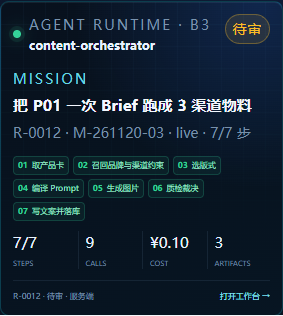 AGENT RUNTIME · B3
content-orchestrator
待审
MISSION
把 P01 一次 Brief 跑成 3 渠道物料
R-0012 · M-261120-03 · live · 7/7 步
01 取产品卡 02 召回品牌与渠道约束 03 选版式
04 编译 Prompt 05 生成图片 06 质检裁决
07 写文案并落库
7/7 9 ¥0.10 3
STEPS CALLS COST ARTIFACTS
R-0012 · 待审 · 服务端 打开工作台 →